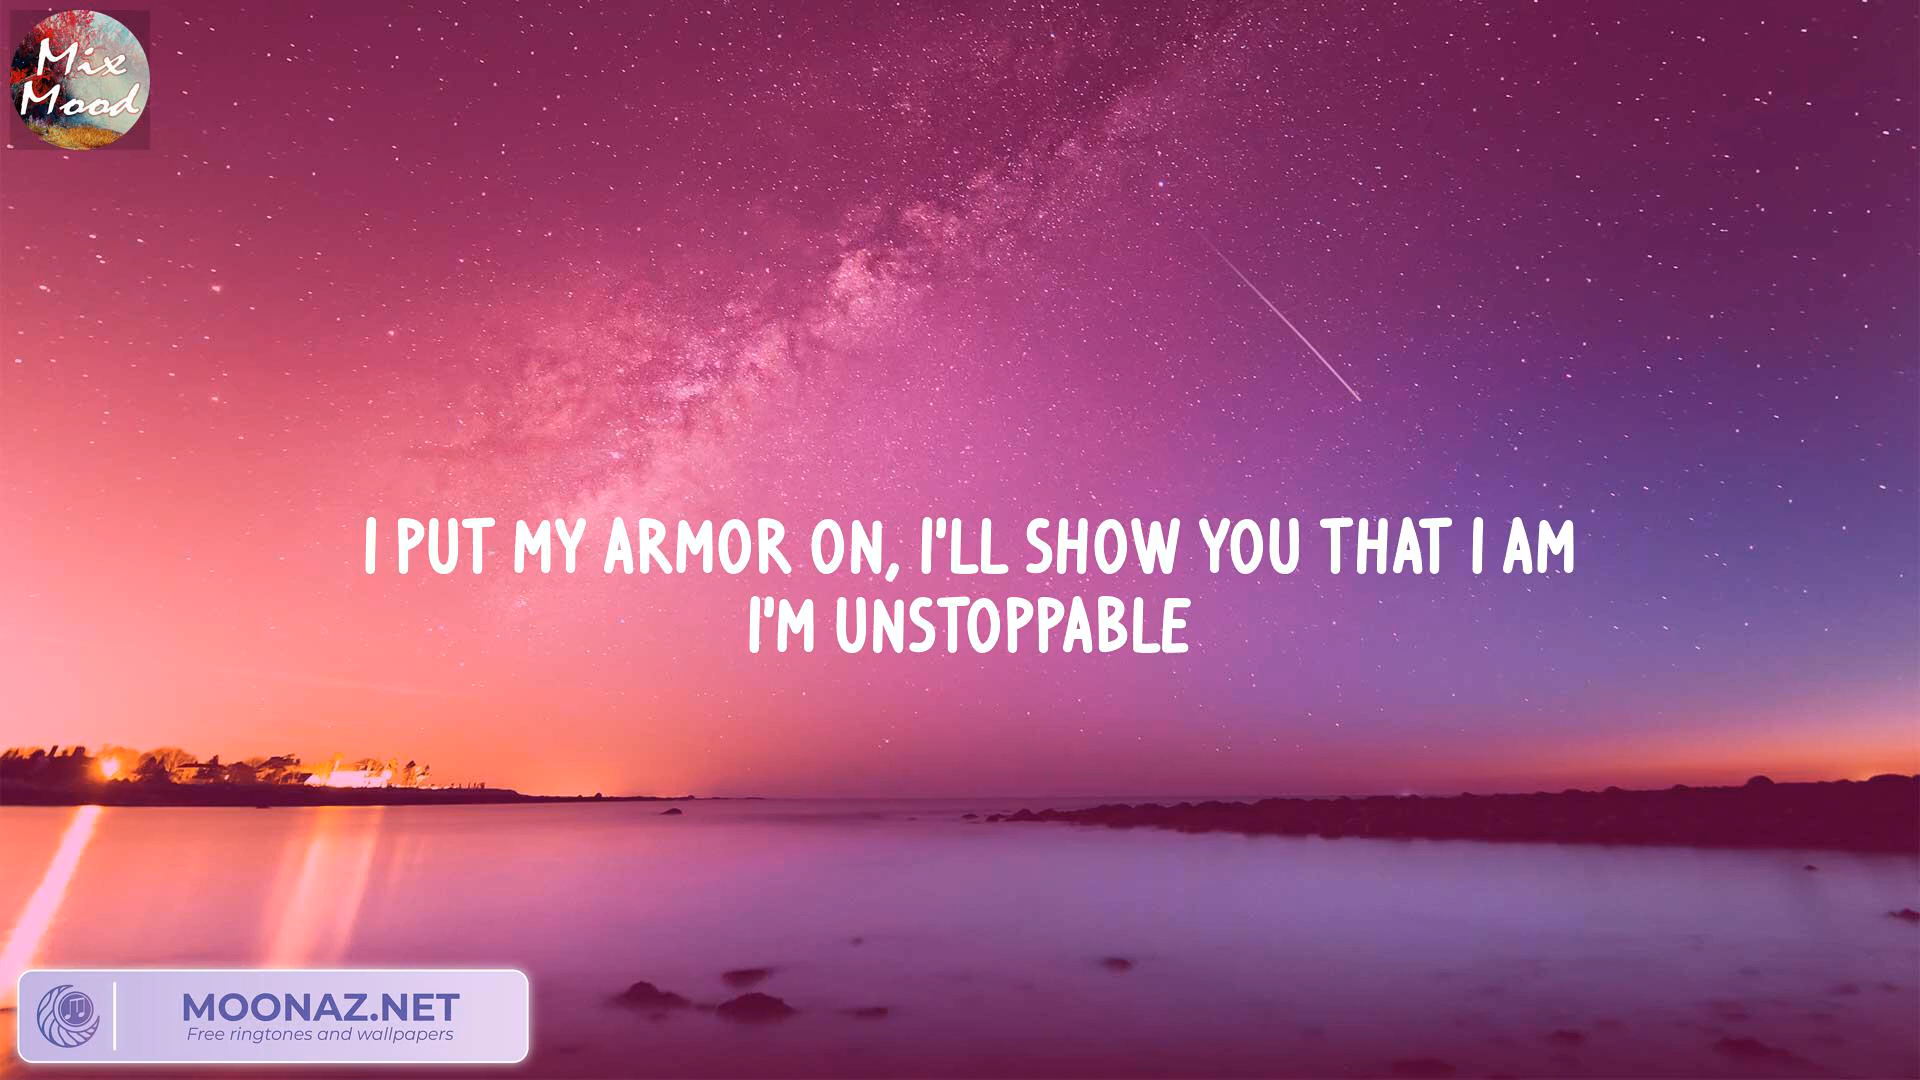 Mix
Mood
I PUT MY ARMOR ON, I'LL SHOW YOU THAT I AM
I'M UNSTOPPABLE
MOONAZ.NET
Free ringtones and wallpapers